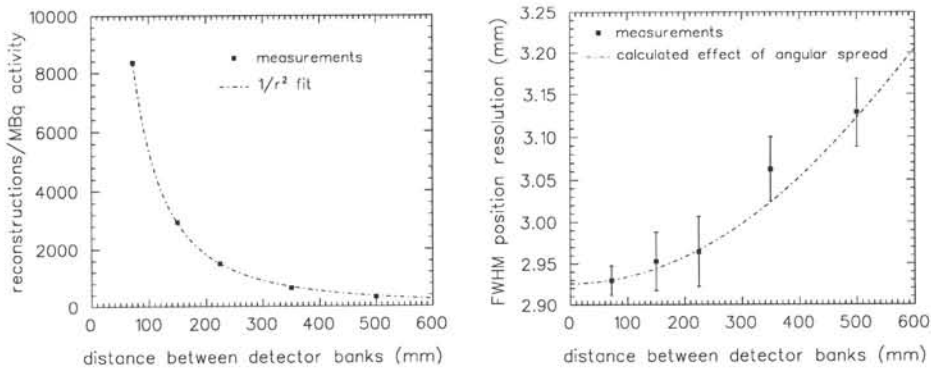 10000
8000
6000
4000
2000
0
reconstructions/MBq activity
measurements
1/r² fit
0 100 200 300 400 500 600
distance between detector banks (mm)
3.25
3.20
3.15
3.10
3.05
3.00
2.95
2.90
FWHM position resolution (mm)
measurements
calculated effect of angular spread
0 100 200 300 400 500 600
distance between detector banks (mm)